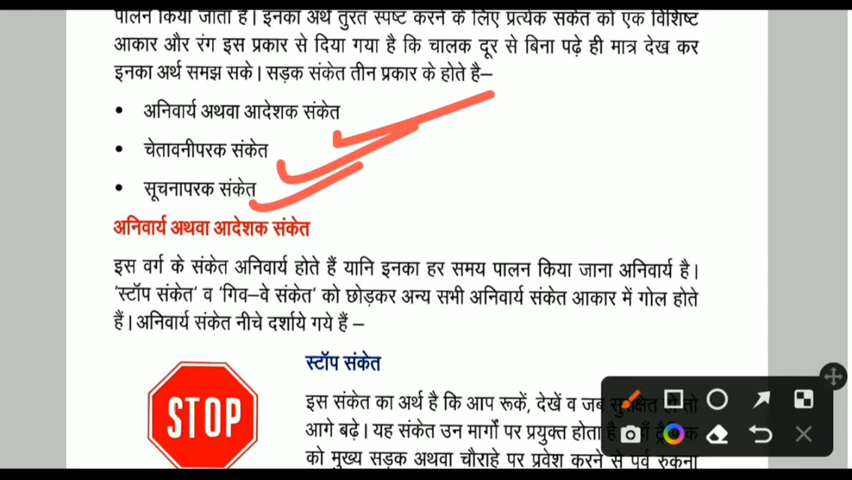 पालन किया जाता है। इनका अर्थ तुरंत स्पष्ट करने के लिए प्रत्येक संकेत को एक विशिष्ट
आकार और रंग इस प्रकार से दिया गया है कि चालक दूर से बिना पढ़े ही मात्र देख कर
इनका अर्थ समझ सके। सड़क संकेत तीन प्रकार के होते है–
• अनिवार्य अथवा आदेशक संकेत
• चेतावनीपरक संकेत
• सूचनापरक संकेत
अनिवार्य अथवा आदेशक संकेत
इस वर्ग के संकेत अनिवार्य होते हैं यानि इनका हर समय पालन किया जाना अनिवार्य है।
'स्टॉप संकेत' व 'गिव–वे संकेत' को छोड़कर अन्य सभी अनिवार्य संकेत आकार में गोल होते
हैं। अनिवार्य संकेत नीचे दर्शाये गये हैं –
स्टॉप संकेत
STOP
इस संकेत का अर्थ है कि आप रूकें, देखें व जब सुरक्षित हो तो
आगे बढ़े। यह संकेत उन मार्गों पर प्रयुक्त होता
को मुख्य सड़क अथवा चौराहे पर प्रवेश करने से पूर्व रुकना